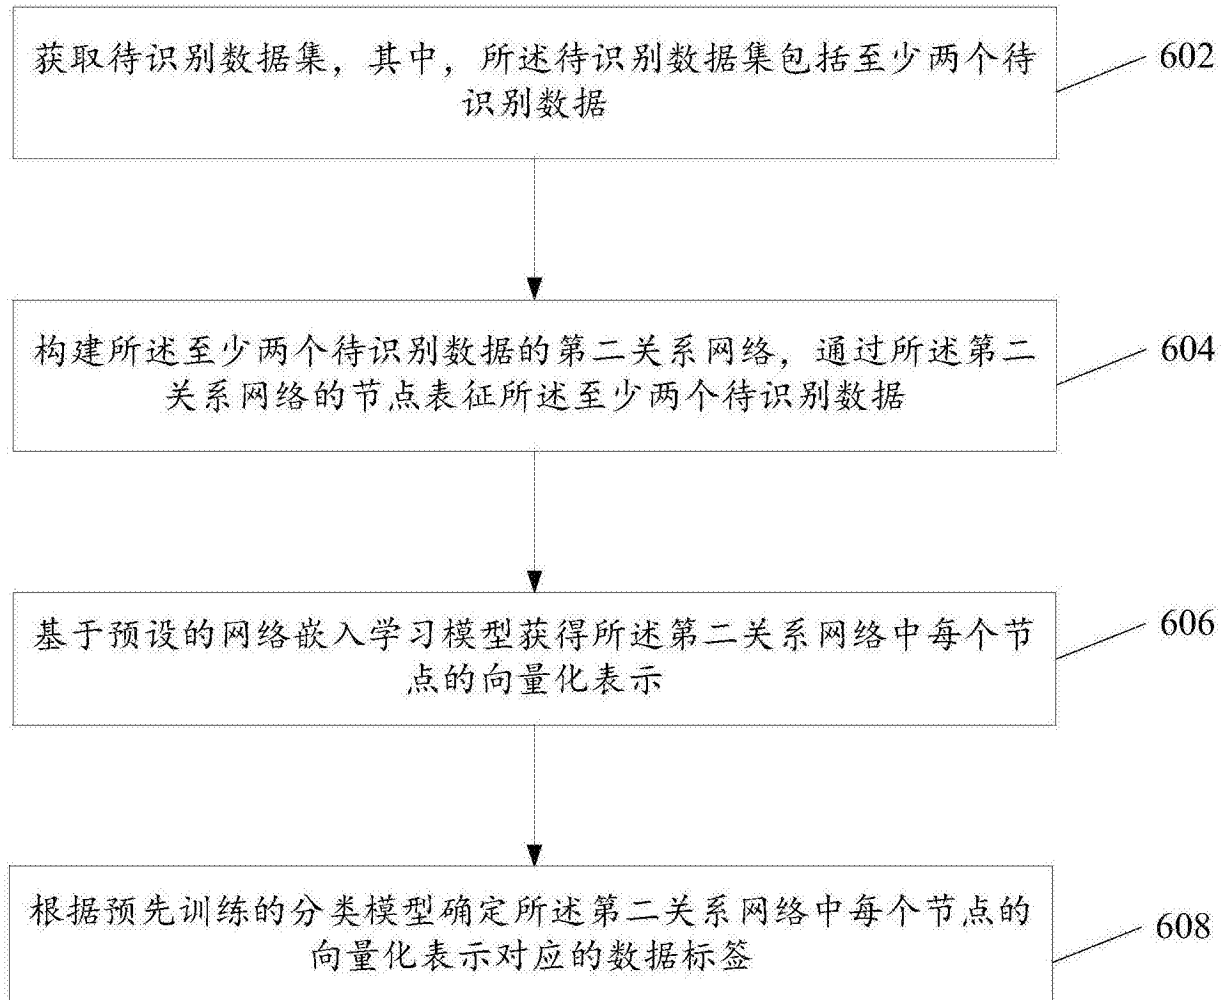 获取待识别数据集，其中，所述待识别数据集包括至少两个待
识别数据
602
构建所述至少两个待识别数据的第二关系网络，通过所述第二
关系网络的节点表征所述至少两个待识别数据
604
基于预设的网络嵌入学习模型获得所述第二关系网络中每个节
点的向量化表示
606
根据预先训练的分类模型确定所述第二关系网络中每个节点的
向量化表示对应的数据标签
608